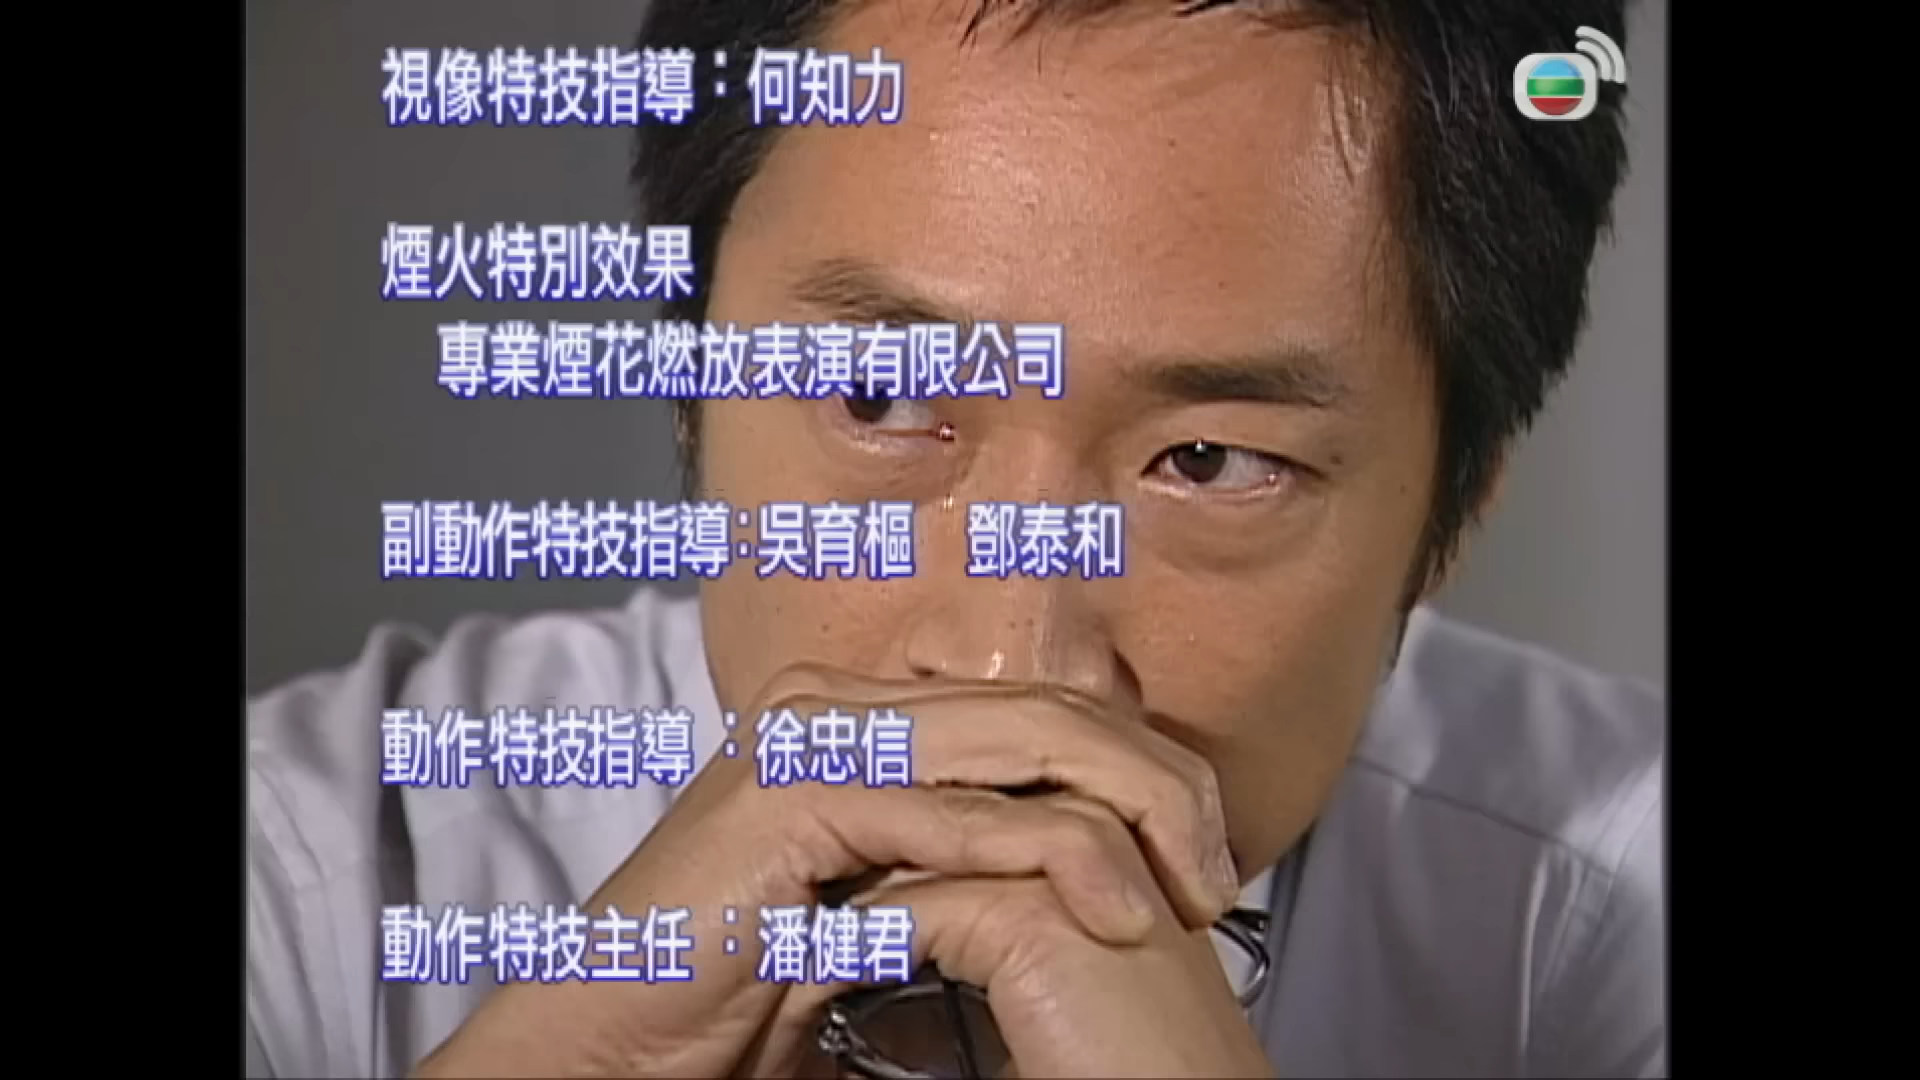 視像特技指導：何知力
煙火特別效果
專業煙花燃放表演有限公司
副動作特技指導：吳育樞　鄧泰和
動作特技指導：徐忠信
動作特技主任：潘健君